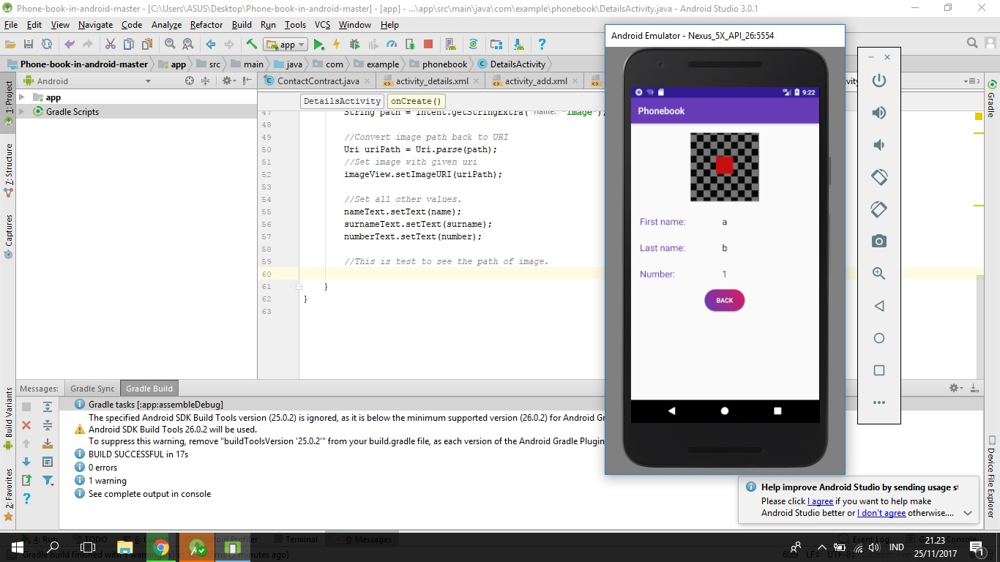 Phone-book-in-android-master - [C:\Users\ASUS\Desktop\Phone-book-in-android-master] - [app] - ...\app\src\main\java\com\example\phonebook\DetailsActivity.java - Android Studio 3.0.1
File Edit View Navigate Code Analyze Refactor Build Run Tools VCS Window Help
Android Emulator - Nexus_5X_API_26:5554
app
Phone-book-in-android-master app src main java com example phonebook DetailsActivity
Android
ContactContract.java activity_details.xml activity_add.xml
DetailsActivity onCreate()
1: Project
7: Structure
Captures
Build Variants
2: Favorites
app
Gradle Scripts
47 String path = intent.getStringExtra( name: "image");
48
49 //Convert image path back to URI
50 Uri uriPath = Uri.parse(path);
51 //Set image with given uri
52 imageView.setImageURI(uriPath);
53
54 //Set all other values.
55 nameText.setText(name);
56 surnameText.setText(surname);
57 numberText.setText(number);
58
59 //This is test to see the path of image.
60
61 }
62 }
63
9:22
Phonebook
First name: a
Last name: b
Number: 1
BACK
Gradle
Device File Explorer
Messages: Gradle Sync Gradle Build
Gradle tasks [:app:assembleDebug]
The specified Android SDK Build Tools version (25.0.2) is ignored, as it is below the minimum supported version (26.0.2) for Android Gr
Android SDK Build Tools 26.0.2 will be used.
To suppress this warning, remove "buildToolsVersion '25.0.2'" from your build.gradle file, as each version of the Android Gradle Plugin
BUILD SUCCESSFUL in 17s
0 errors
1 warning
See complete output in console
Help improve Android Studio by sending usage st
Please click I agree if you want to help make
Android Studio better or I don't agree otherwise....
4: Run TODO Profiler Terminal 0: Messages Event Log Console
IND
21.23
25/11/2017
1